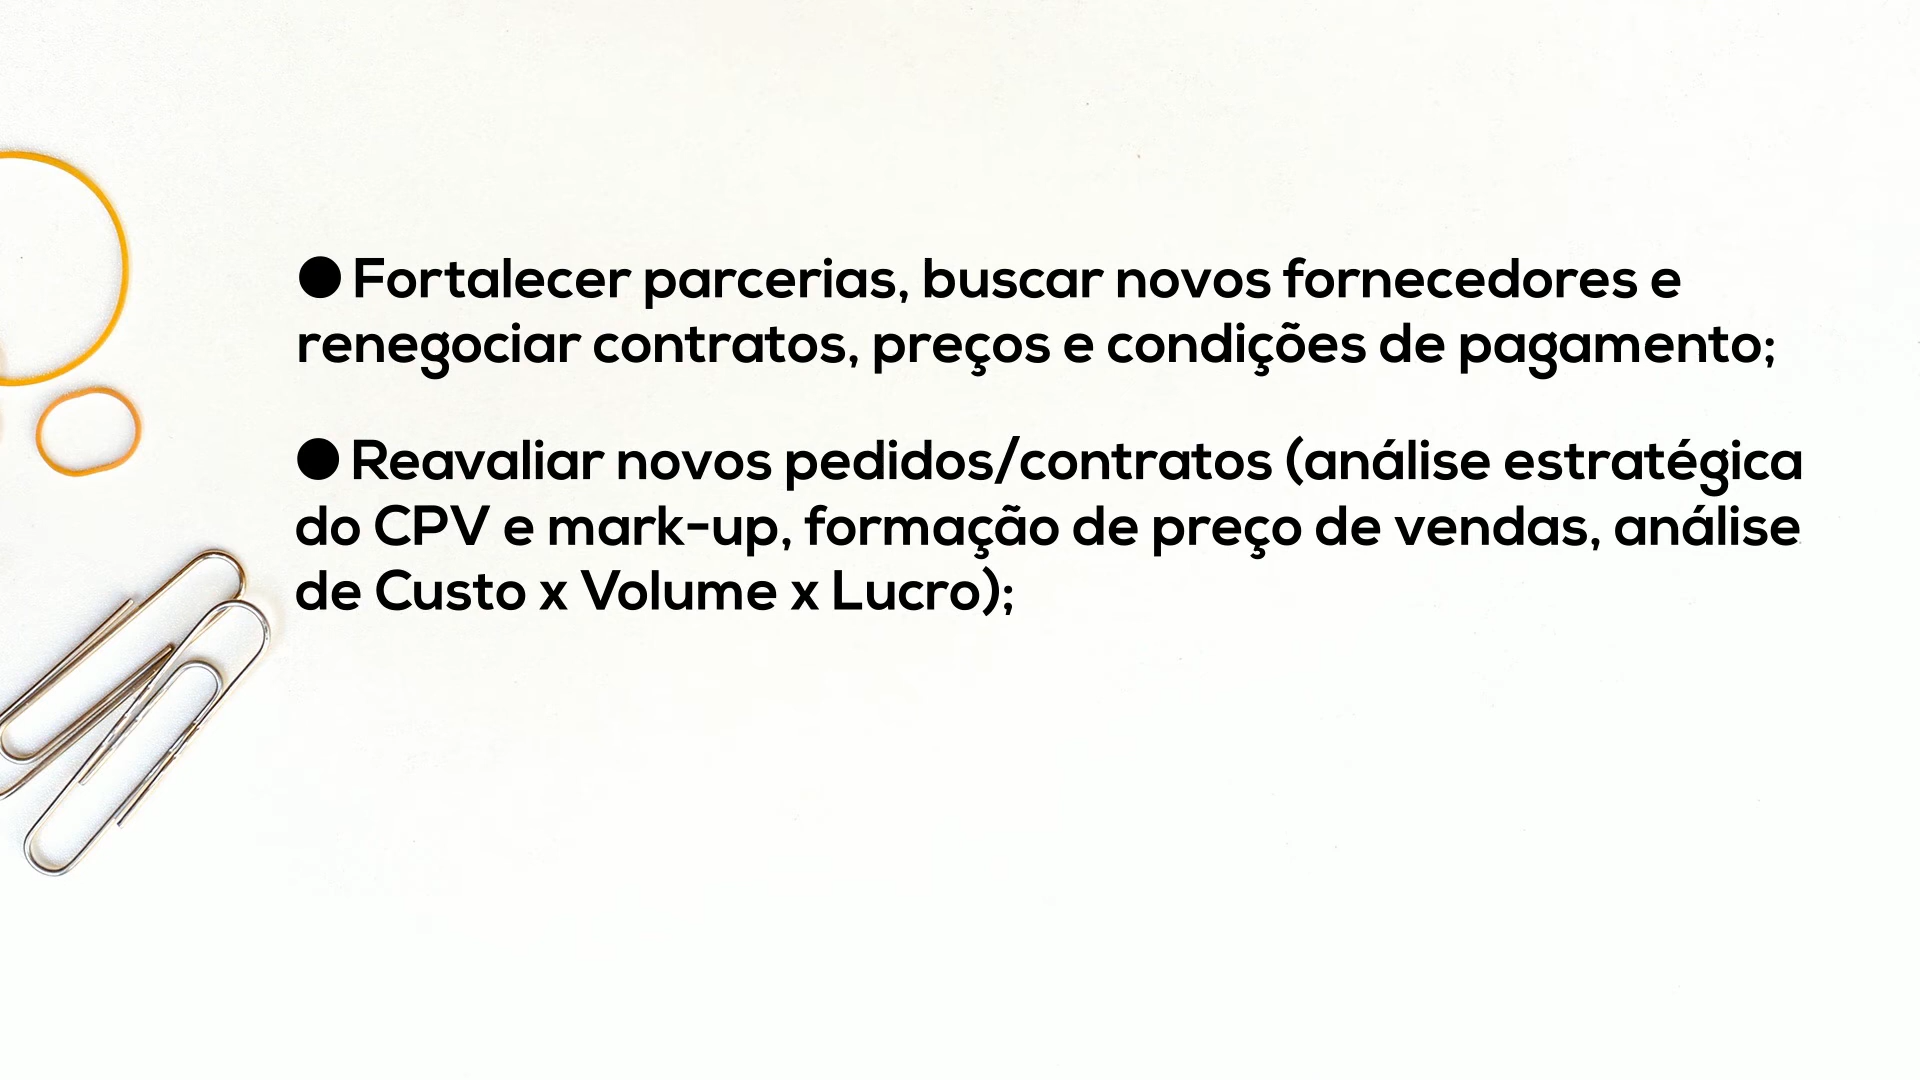 ● Fortalecer parcerias, buscar novos fornecedores e
renegociar contratos, preços e condições de pagamento;
● Reavaliar novos pedidos/contratos (análise estratégica
do CPV e mark-up, formação de preço de vendas, análise
de Custo x Volume x Lucro);